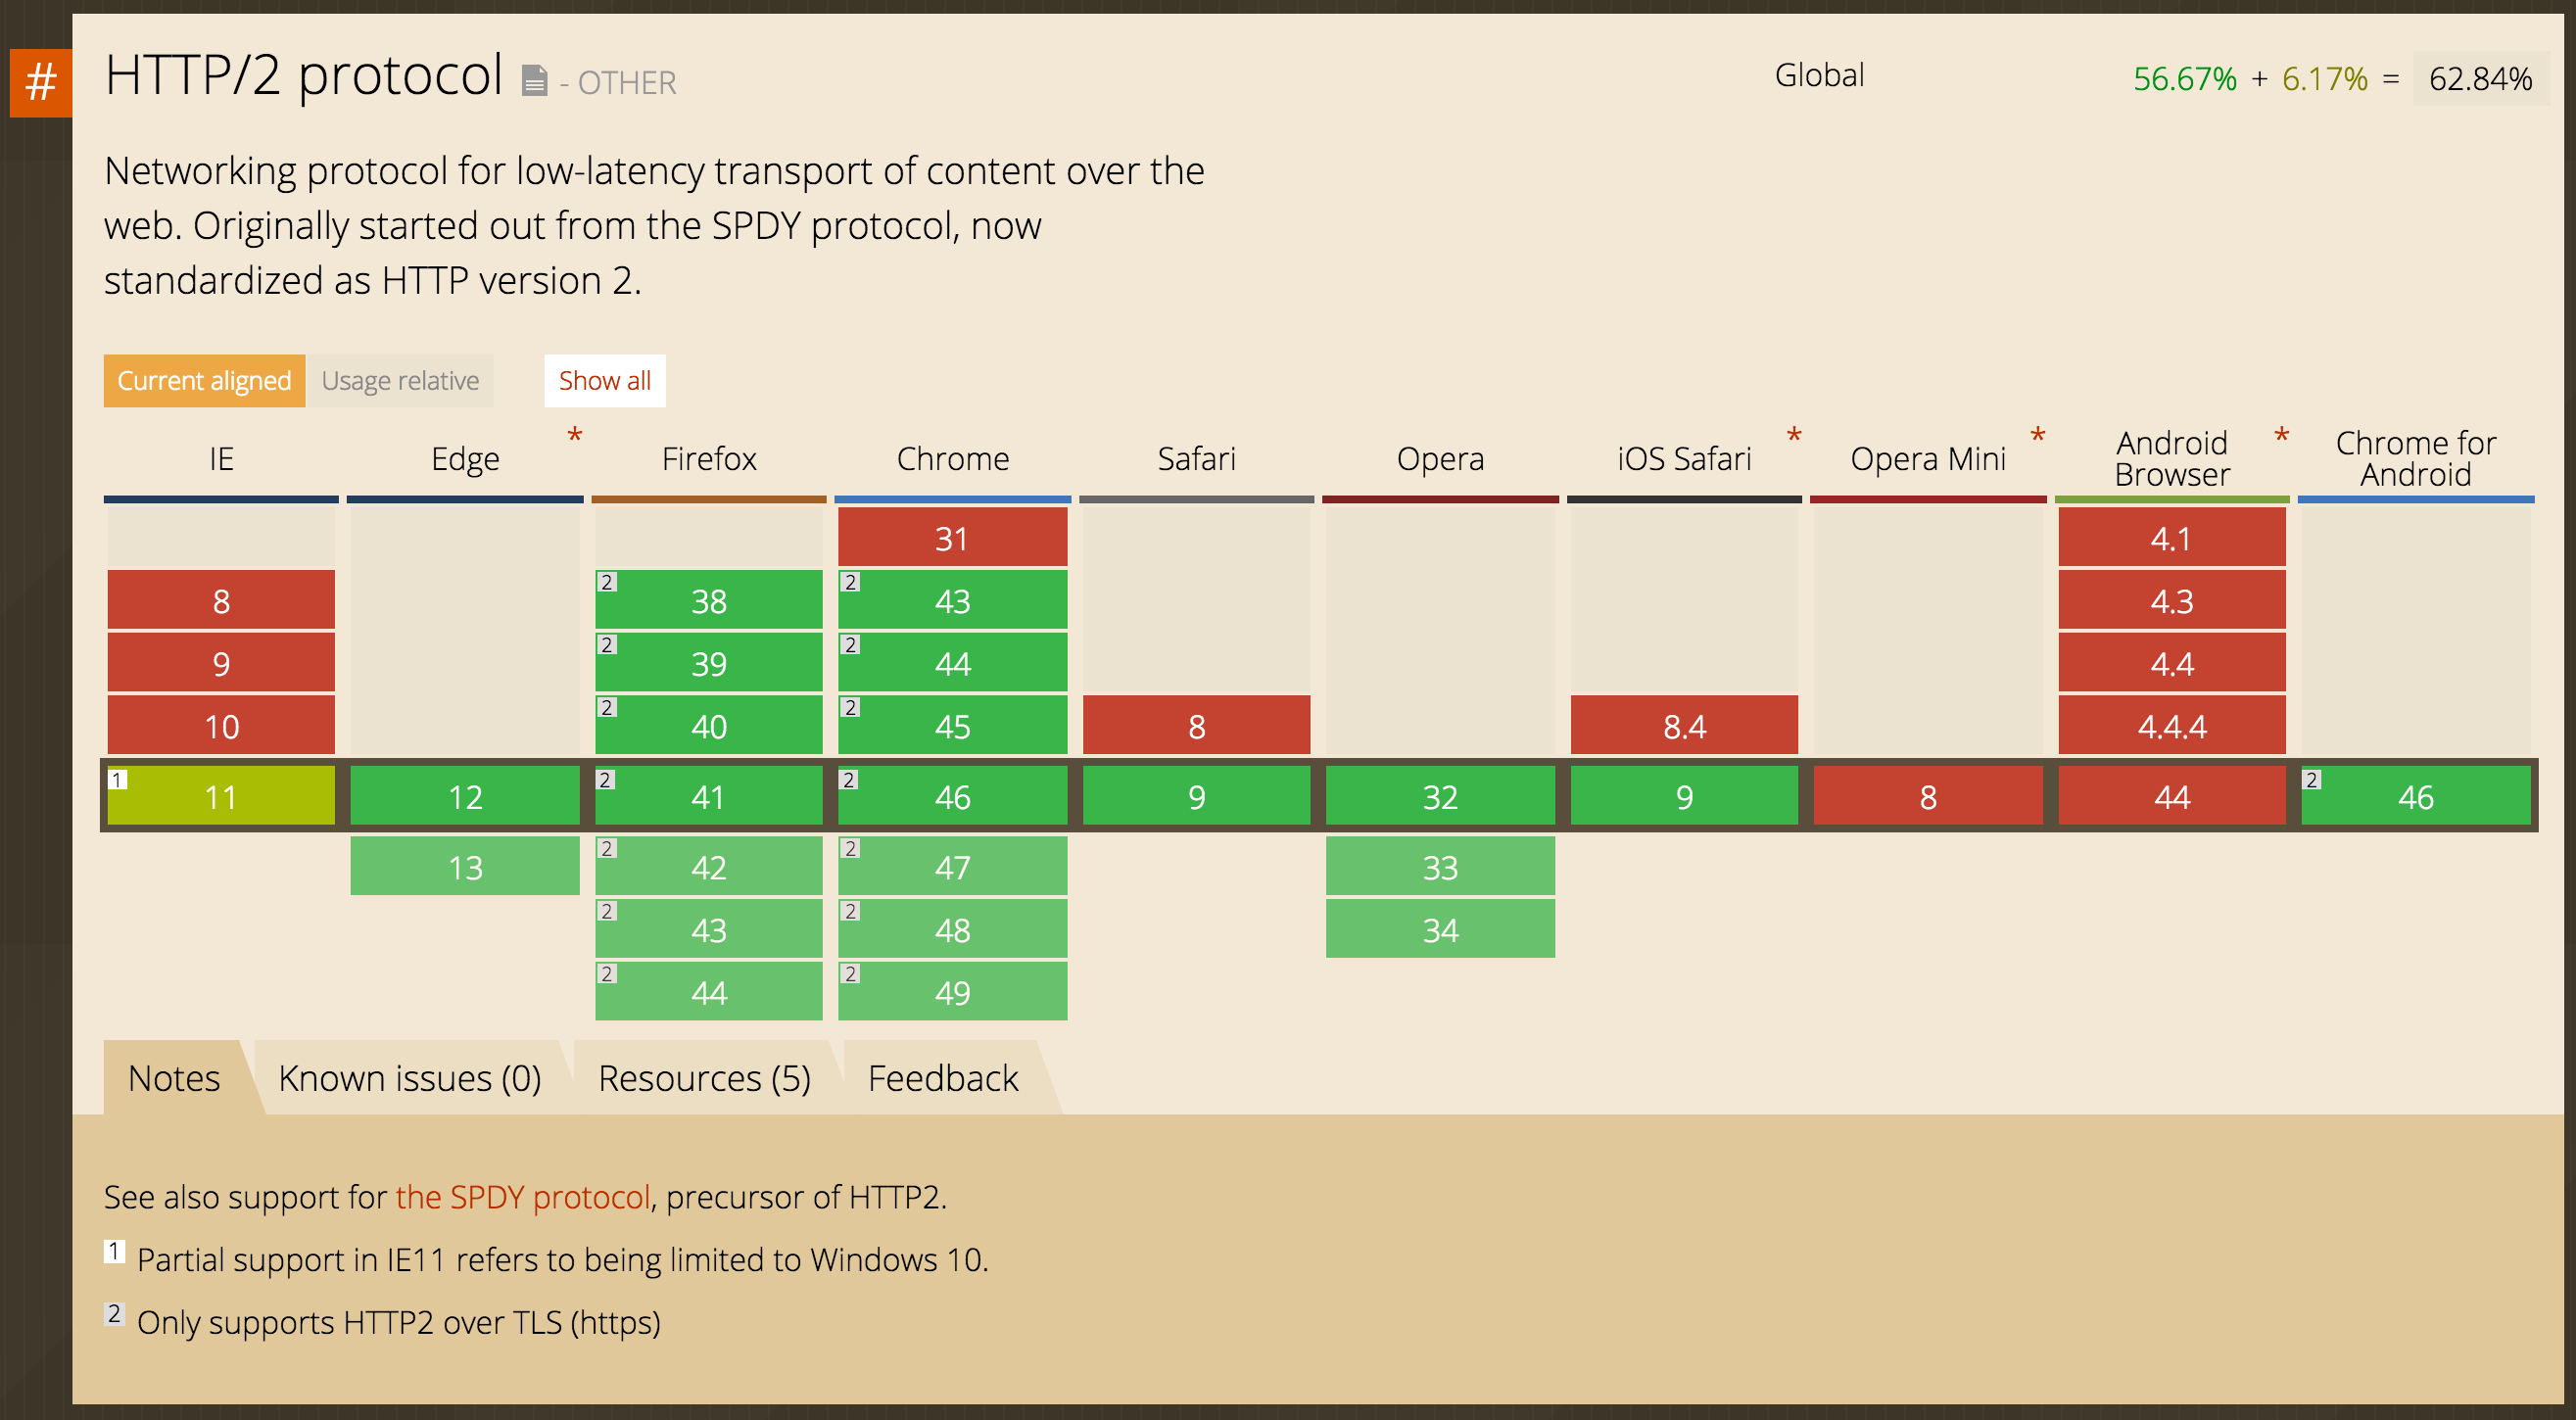 #
HTTP/2 protocol - OTHER
Global
56.67% + 6.17% = 62.84%
Networking protocol for low-latency transport of content over the
web. Originally started out from the SPDY protocol, now
standardized as HTTP version 2.
Current aligned Usage relative Show all
IE Edge * Firefox Chrome Safari Opera iOS Safari * Opera Mini * Android Browser * Chrome for Android
31 4.1
8 2 38 2 43 4.3
9 2 39 2 44 4.4
10 2 40 2 45 8 8.4 4.4.4
1 11 12 2 41 2 46 9 32 9 8 44 2 46
13 2 42 2 47 33
2 43 2 48 34
2 44 2 49
Notes Known issues (0) Resources (5) Feedback
See also support for the SPDY protocol, precursor of HTTP2.
1 Partial support in IE11 refers to being limited to Windows 10.
2 Only supports HTTP2 over TLS (https)